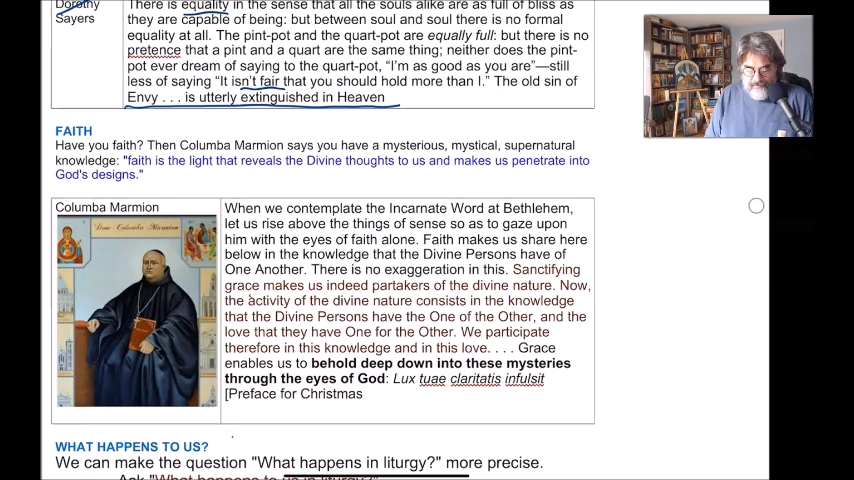 Dorothy
Sayers
There is equality in the sense that all the souls alike are as full of bliss as
they are capable of being: but between soul and soul there is no formal
equality at all. The pint-pot and the quart-pot are equally full: but there is no
pretence that a pint and a quart are the same thing; neither does the pint-
pot ever dream of saying to the quart-pot, “I’m as good as you are”—still
less of saying “It isn’t fair that you should hold more than I.” The old sin of
Envy . . . is utterly extinguished in Heaven
FAITH
Have you faith? Then Columba Marmion says you have a mysterious, mystical, supernatural
knowledge: "faith is the light that reveals the Divine thoughts to us and makes us penetrate into
God's designs."
Columba Marmion
Dom Columba Marmion
When we contemplate the Incarnate Word at Bethlehem,
let us rise above the things of sense so as to gaze upon
him with the eyes of faith alone. Faith makes us share here
below in the knowledge that the Divine Persons have of
One Another. There is no exaggeration in this. Sanctifying
grace makes us indeed partakers of the divine nature. Now,
the activity of the divine nature consists in the knowledge
that the Divine Persons have the One of the Other, and the
love that they have One for the Other. We participate
therefore in this knowledge and in this love. . . . Grace
enables us to behold deep down into these mysteries
through the eyes of God: Lux tuae claritatis infulsit
[Preface for Christmas
WHAT HAPPENS TO US?
We can make the question "What happens in liturgy?" more precise.
Ask "What happens to us in liturgy?"